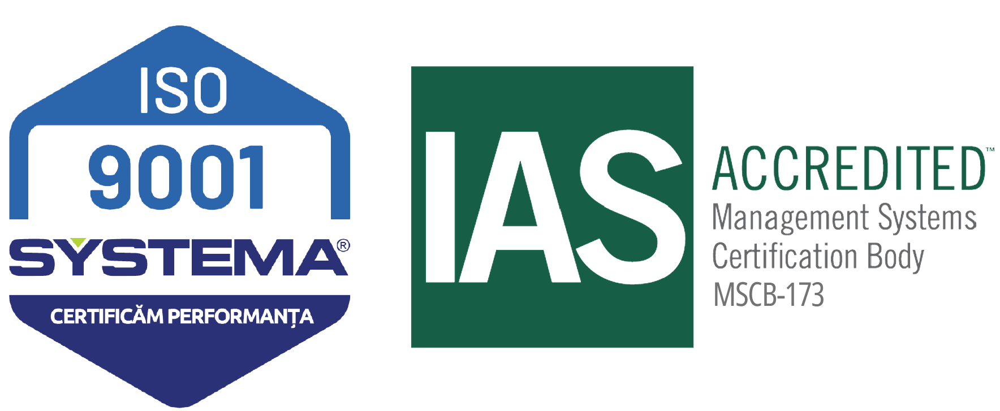 ISO
9001
SYSTEMA®
CERTIFICĂM PERFORMANȚA
IAS
ACCREDITED™
Management Systems
Certification Body
MSCB-173